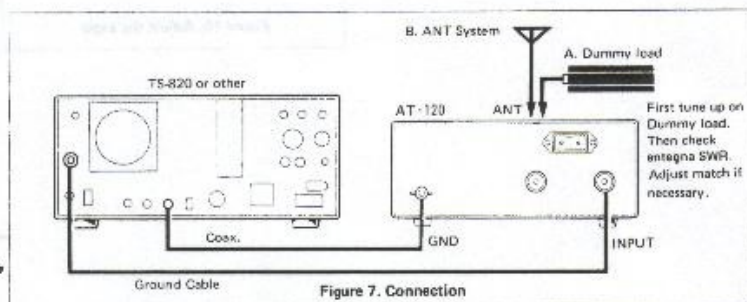 B. ANT System
A. Dummy load
TS-820 or other
AT-120
ANT
First tune up on
Dummy load.
Then check
entegna SWR.
Adjust match if
necessary.
Coax.
GND
INPUT
Ground Cable
Figure 7. Connection